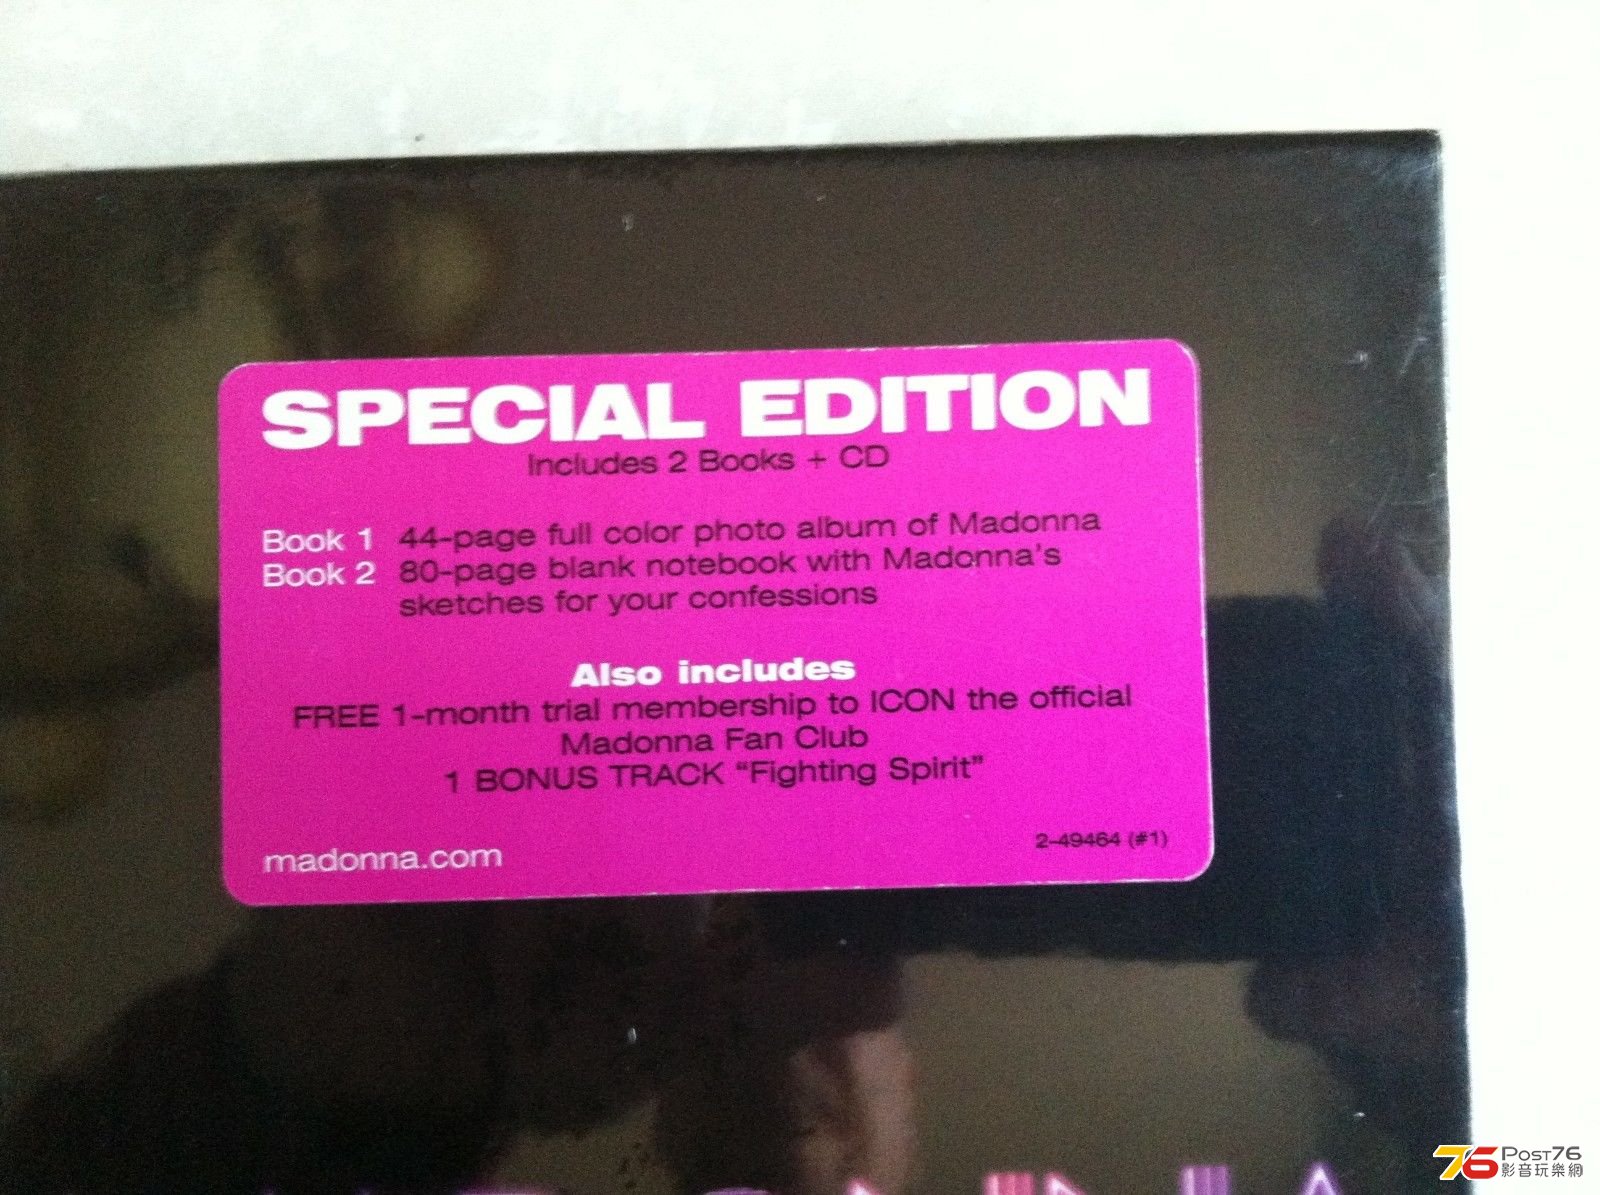 SPECIAL EDITION
Includes 2 Books + CD
Book 1 44-page full color photo album of Madonna
Book 2 80-page blank notebook with Madonna's
sketches for your confessions
Also includes
FREE 1-month trial membership to ICON the official
Madonna Fan Club
1 BONUS TRACK "Fighting Spirit"
2-49464 (#1)
madonna.com
76 POST76
影音玩樂網